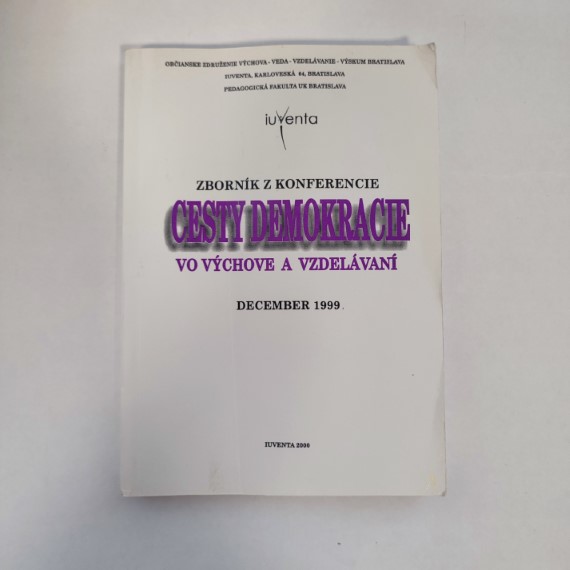 OBČIANSKE ZDRUŽENIE VÝCHOVA - VEDA - VZDELÁVANIE - VÝSKUM BRATISLAVA
IUVENTA, KARLOVESKÁ 64, BRATISLAVA
PEDAGOGICKÁ FAKULTA UK BRATISLAVA
iuventa
ZBORNÍK Z KONFERENCIE
CESTY DEMOKRACIE
VO VÝCHOVE A VZDELÁVANÍ
DECEMBER 1999
IUVENTA 2000